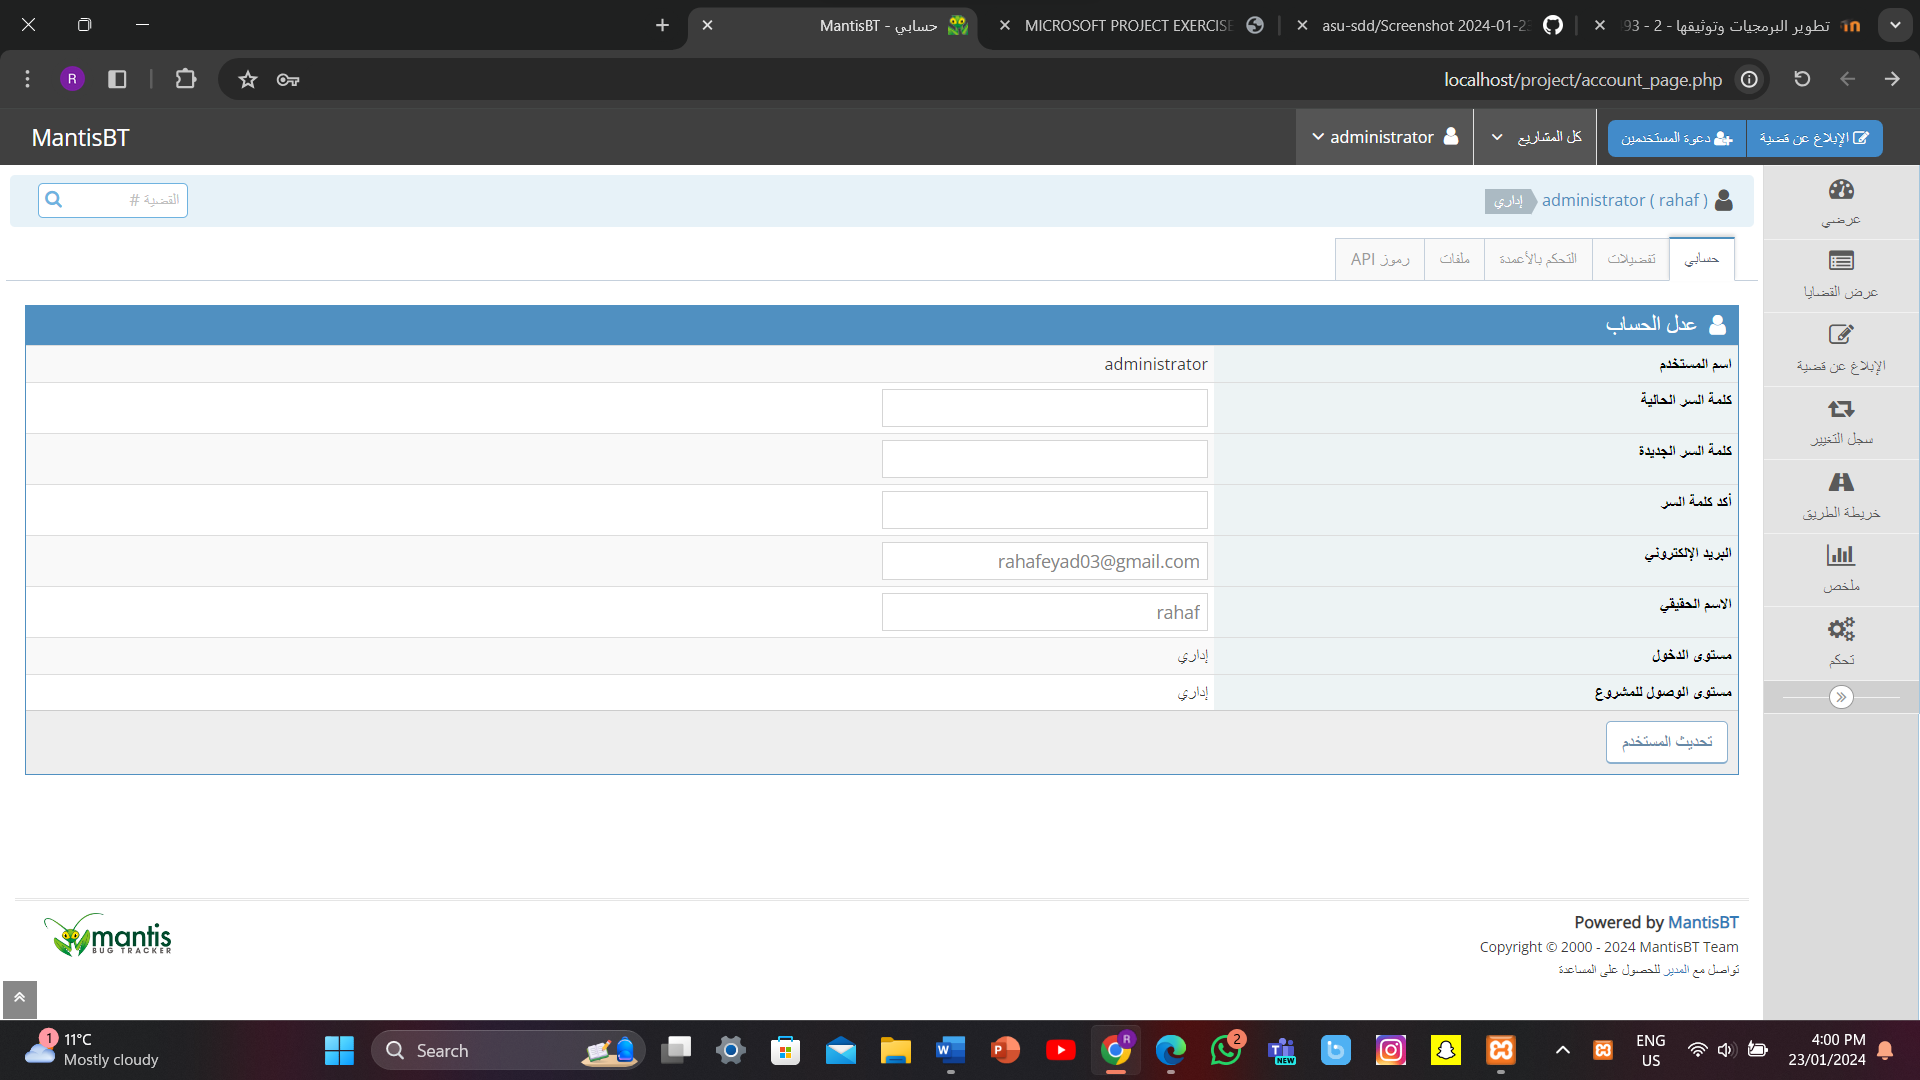 تطوير البرمجيات وتوثيقها - 2 - 93
asu-sdd/Screenshot 2024-01-23
MICROSOFT PROJECT EXERCISE
حسابي - MantisBT
localhost/project/account_page.php
R
الإبلاغ عن قضية
دعوة المستخدمين
كل المشاريع
administrator
MantisBT
administrator ( rahaf )
إداري
القضية #
عرضي
عرض القضايا
الإبلاغ عن قضية
سجل التغيير
خريطة الطريق
ملخص
تحكم
حسابي
تفضيلات
التحكم بالأعمدة
ملفات
رموز API
عدل الحساب
اسم المستخدم
administrator
كلمة السر الحالية
كلمة السر الجديدة
أكد كلمة السر
البريد الإلكتروني
rahafeyad03@gmail.com
الاسم الحقيقي
rahaf
مستوى الدخول
إداري
مستوى الوصول للمشروع
إداري
تحديث المستخدم
Powered by MantisBT
Copyright © 2000 - 2024 MantisBT Team
تواصل مع المدير للحصول على المساعدة
mantis
BUG TRACKER
1
11°C
Mostly cloudy
Search
R
2
NEW
ENG
US
4:00 PM
23/01/2024